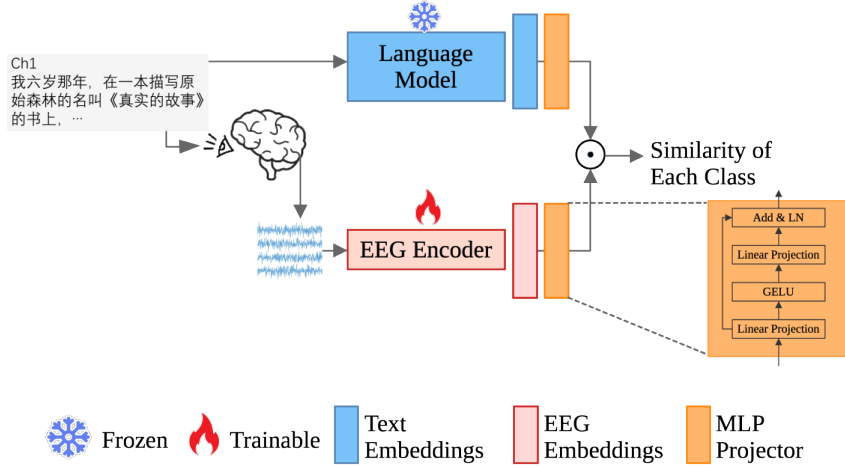 Ch1
我六岁那年，在一本描写原
始森林的名叫《真实的故事》
的书上，…
Language
Model
Similarity of
Each Class
EEG Encoder
Add & LN
Linear Projection
GELU
Linear Projection
Frozen
Trainable
Text
Embeddings
EEG
Embeddings
MLP
Projector